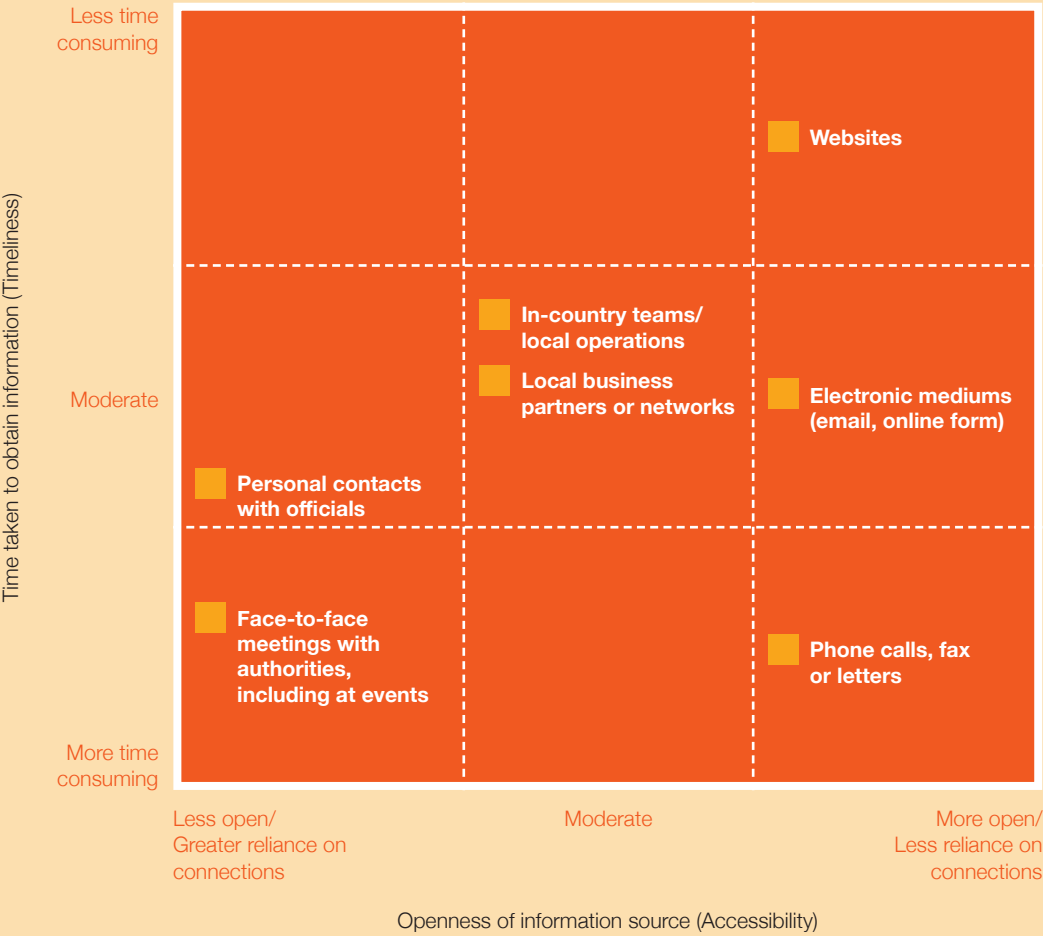 Less time
consuming
Websites
Time taken to obtain information (Timeliness)
In-country teams/
local operations
Local business
partners or networks
Moderate
Electronic mediums
(email, online form)
Personal contacts
with officials
Face-to-face
meetings with
authorities,
including at events
Phone calls, fax
or letters
More time
consuming
Less open/
Greater reliance on
connections
Moderate
More open/
Less reliance on
connections
Openness of information source (Accessibility)